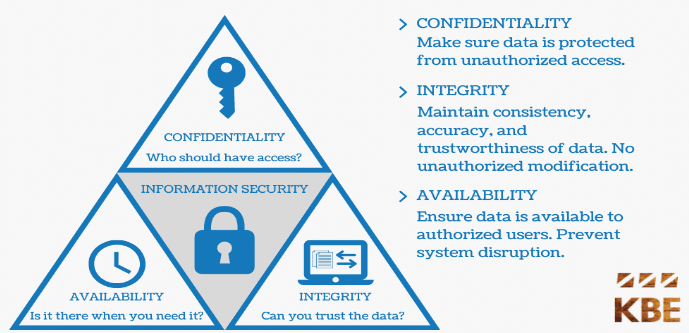 CONFIDENTIALITY
Who should have access?
INFORMATION SECURITY
AVAILABILITY
Is it there when you need it?
INTEGRITY
Can you trust the data?
CONFIDENTIALITY
Make sure data is protected
from unauthorized access.
INTEGRITY
Maintain consistency,
accuracy, and
trustworthiness of data. No
unauthorized modification.
AVAILABILITY
Ensure data is available to
authorized users. Prevent
system disruption.
KBE